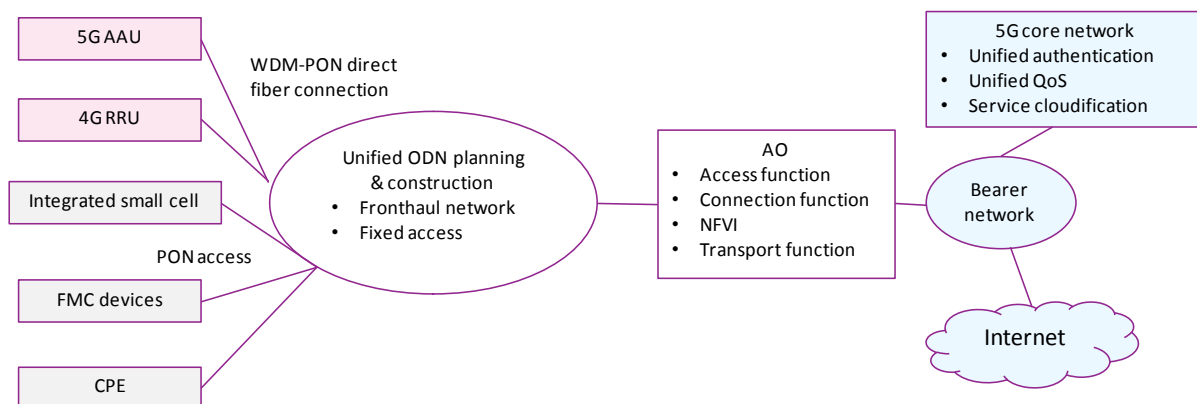 5G AAU
4G RRU
Integrated small cell
FMC devices
CPE
WDM-PON direct
fiber connection
PON access
Unified ODN planning
& construction
• Fronthaul network
• Fixed access
AO
• Access function
• Connection function
• NFVI
• Transport function
5G core network
• Unified authentication
• Unified QoS
• Service cloudification
Bearer
network
Internet